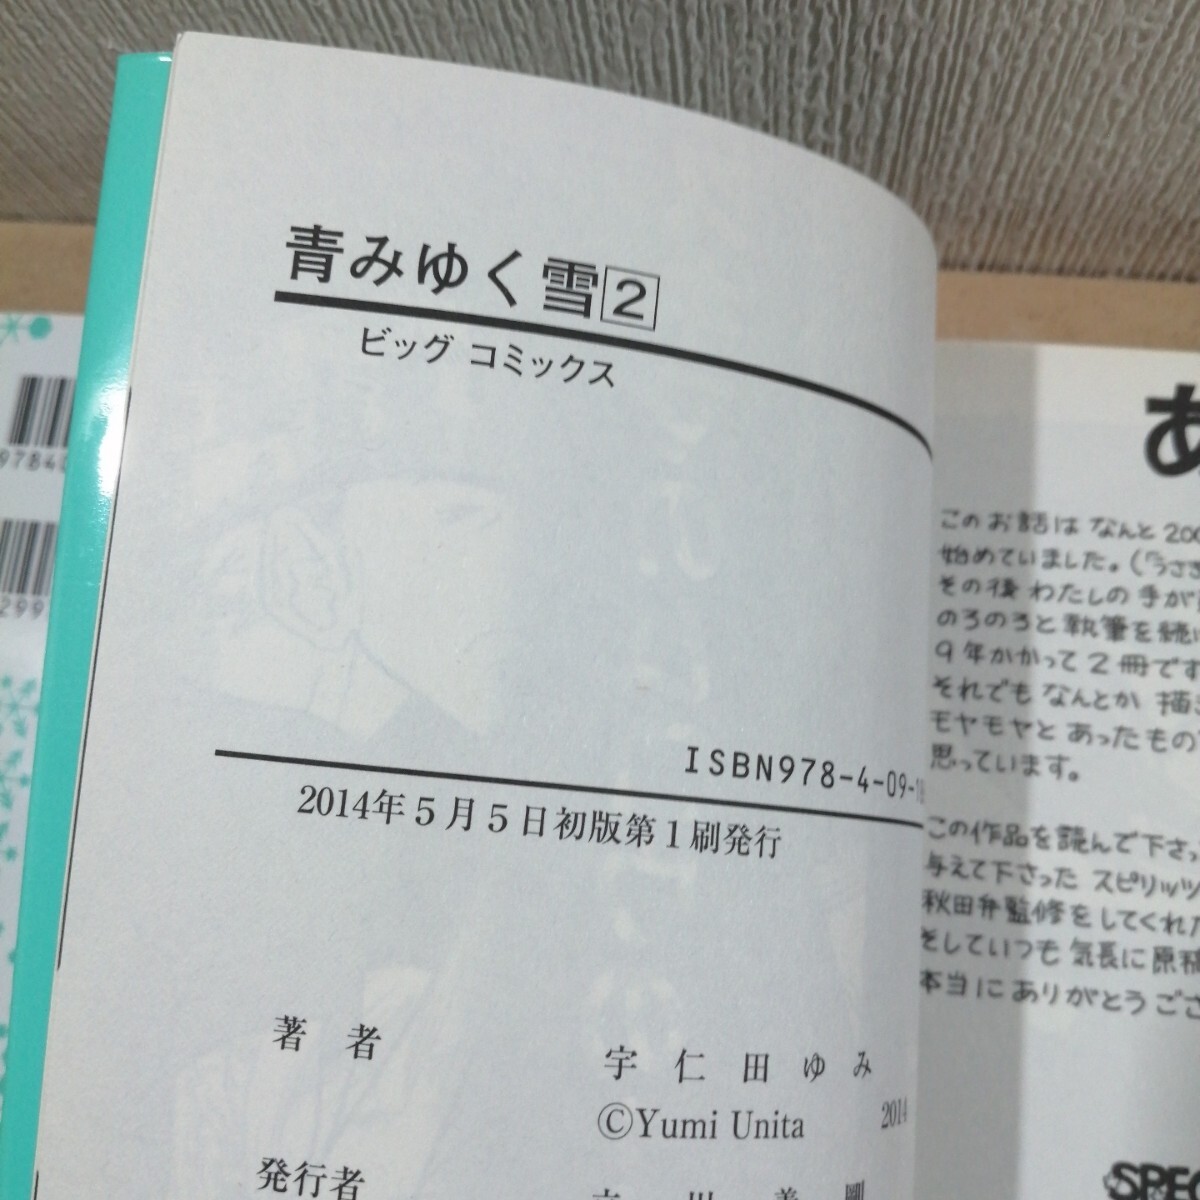 青みゆく雪2
ビッグ コミックス
ISBN978-4-09-18
2014年5月5日初版第1刷発行
著 者
宇仁田ゆみ
©Yumi Unita 2014
発行者
あ
このお話は なんと 200
始めていました。(「うさぎ
その後 わたしの 手が
のろのろと 執筆を 続け
9年かかって 2冊です
それでも なんとか 描き
モヤモヤと あったもの
思っています。
この作品を読んで下さっ
与えて下さった スピリッツ
秋田弁監修をしてくれた
そしていつも 気長に 原稿
本当に ありがとう ござ
SPEC
97840
299